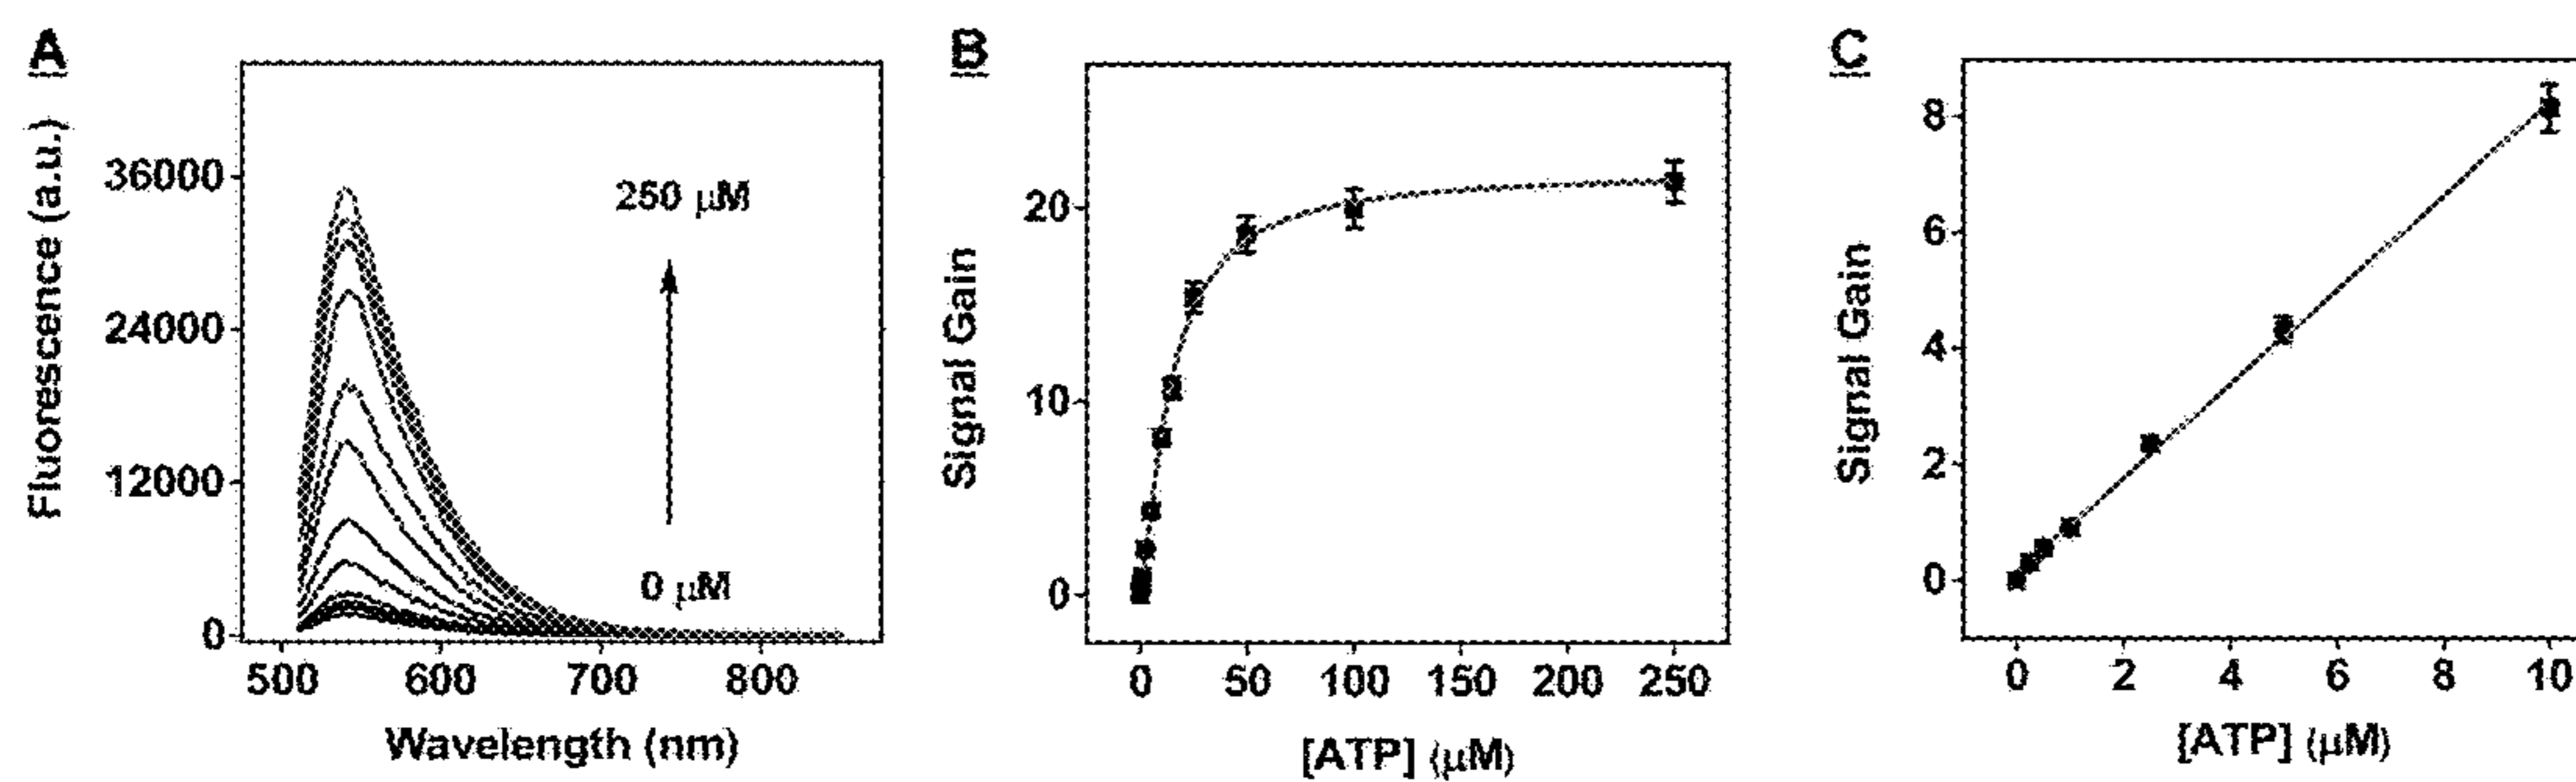 A
Fluorescence (a.u.)
36000
24000
12000
0
250 μM
0 μM
500 600 700 800
Wavelength (nm)
B
Signal Gain
20
10
0
0 50 100 150 200 250
[ATP] (μM)
C
Signal Gain
8
6
4
2
0
0 2 4 6 8 10
[ATP] (μM)